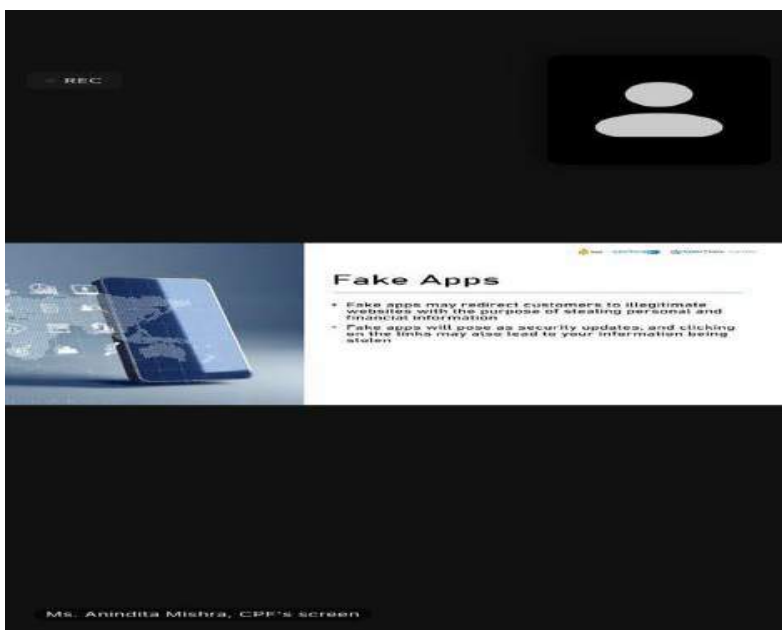 REC
Fake Apps
• Fake apps may redirect customers to illegitimate
websites with the purpose of stealing personal and
financial information
• Fake apps will pose as security updates, and clicking
on the links may also lead to your information being
stolen
Ms. Anindita Mishra, CPF's screen